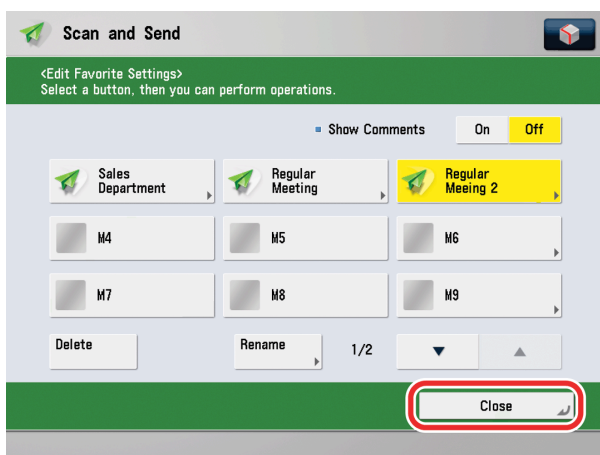 Scan and Send
<Edit Favorite Settings>
Select a button, then you can perform operations.
Show Comments On Off
Sales
Department
Regular
Meeting
Regular
Meeing 2
M4 M5 M6
M7 M8 M9
Delete Rename 1/2
Close